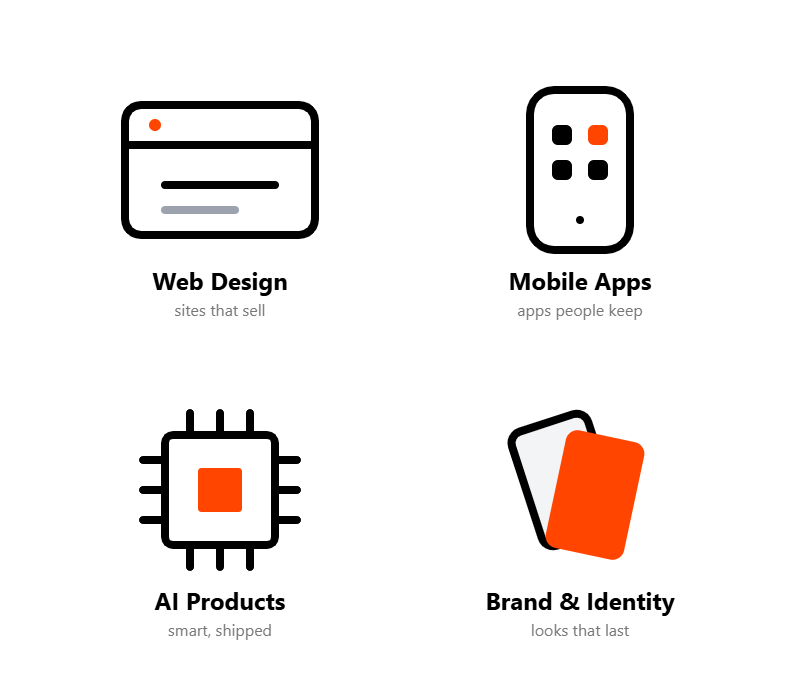 Web Design
sites that sell
Mobile Apps
apps people keep
AI Products
smart, shipped
Brand & Identity
looks that last